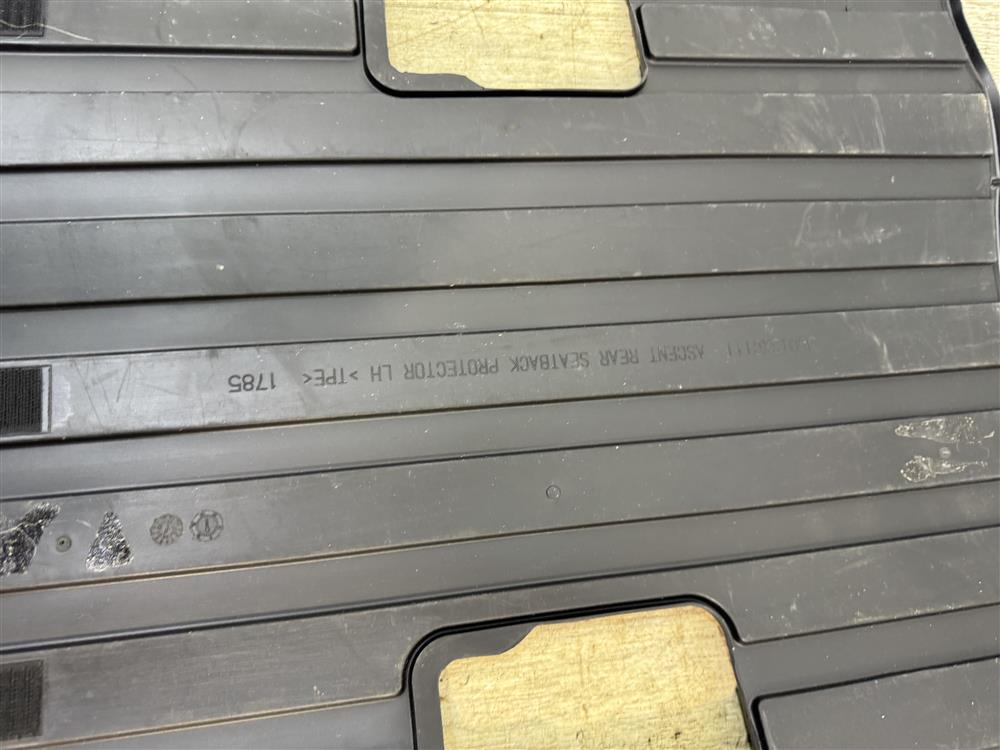 ASCENT REAR SEATBACK PROTECTOR LH >TPE< 1785